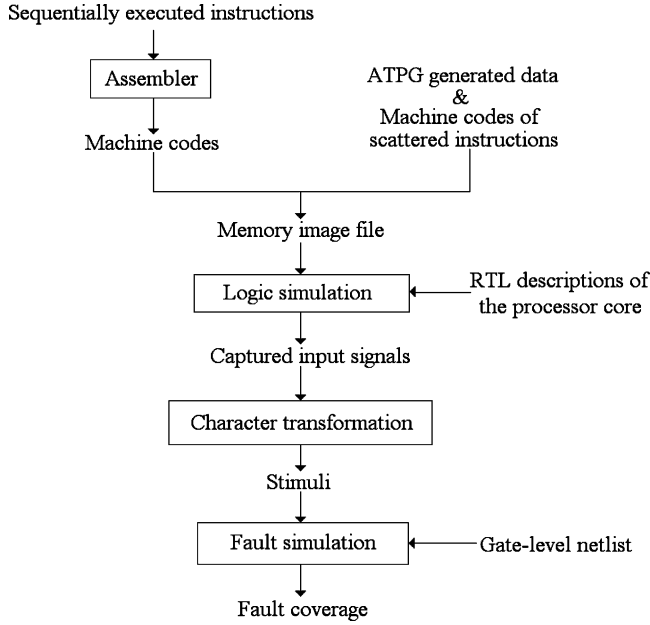 Sequentially executed instructions
Assembler
ATPG generated data
&
Machine codes of
scattered instructions
Machine codes
Memory image file
Logic simulation
RTL descriptions of
the processor core
Captured input signals
Character transformation
Stimuli
Fault simulation
Gate-level netlist
Fault coverage